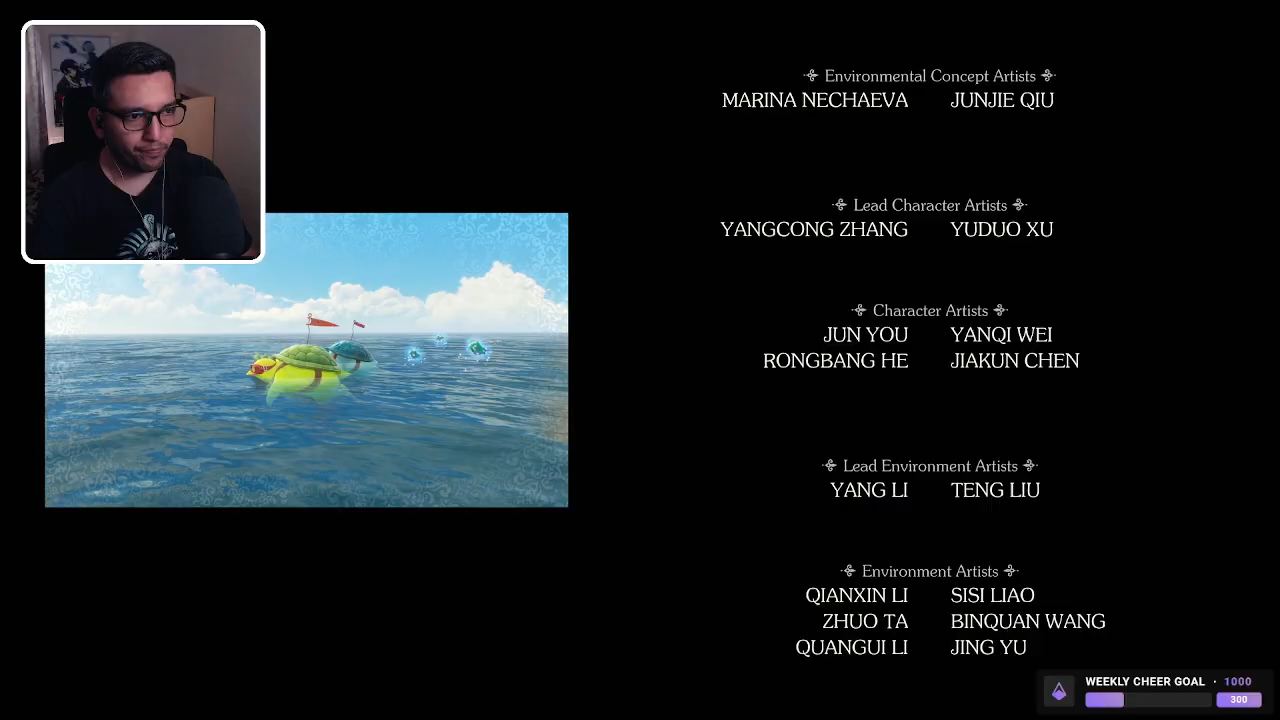 Environmental Concept Artists
MARINA NECHAEVA JUNJIE QIU
Lead Character Artists
YANGCONG ZHANG YUDUO XU
Character Artists
JUN YOU YANQI WEI
RONGBANG HE JIAKUN CHEN
Lead Environment Artists
YANG LI TENG LIU
Environment Artists
QIANXIN LI SISI LIAO
ZHUO TA BINQUAN WANG
QUANGUI LI JING YU
WEEKLY CHEER GOAL · 1000
300